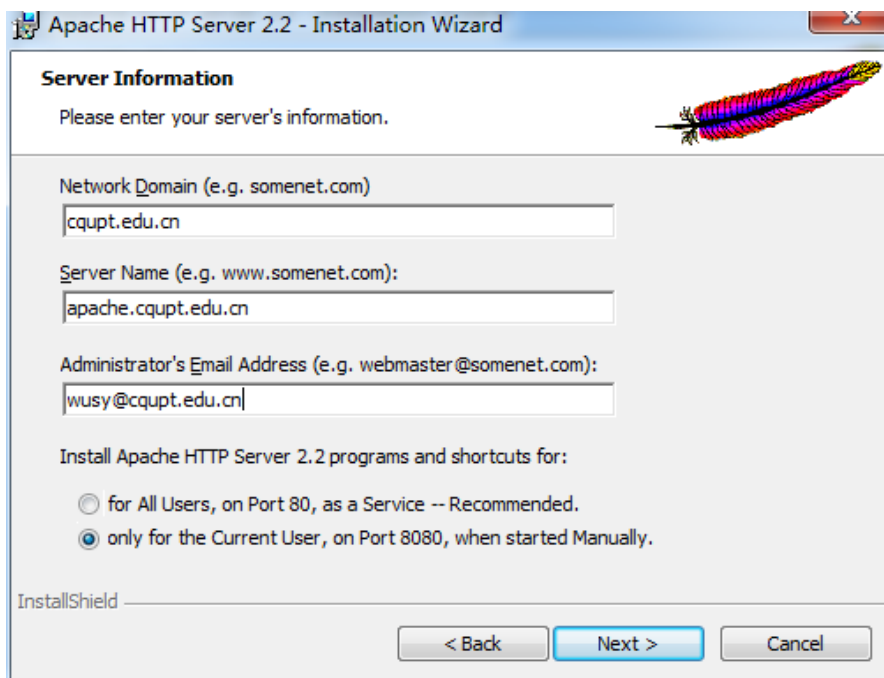 Apache HTTP Server 2.2 - Installation Wizard
Server Information
Please enter your server's information.
Network Domain (e.g. somenet.com)
cqupt.edu.cn
Server Name (e.g. www.somenet.com):
apache.cqupt.edu.cn
Administrator's Email Address (e.g. webmaster@somenet.com):
wusy@cqupt.edu.cn
Install Apache HTTP Server 2.2 programs and shortcuts for:
for All Users, on Port 80, as a Service -- Recommended.
only for the Current User, on Port 8080, when started Manually.
InstallShield
< Back Next > Cancel